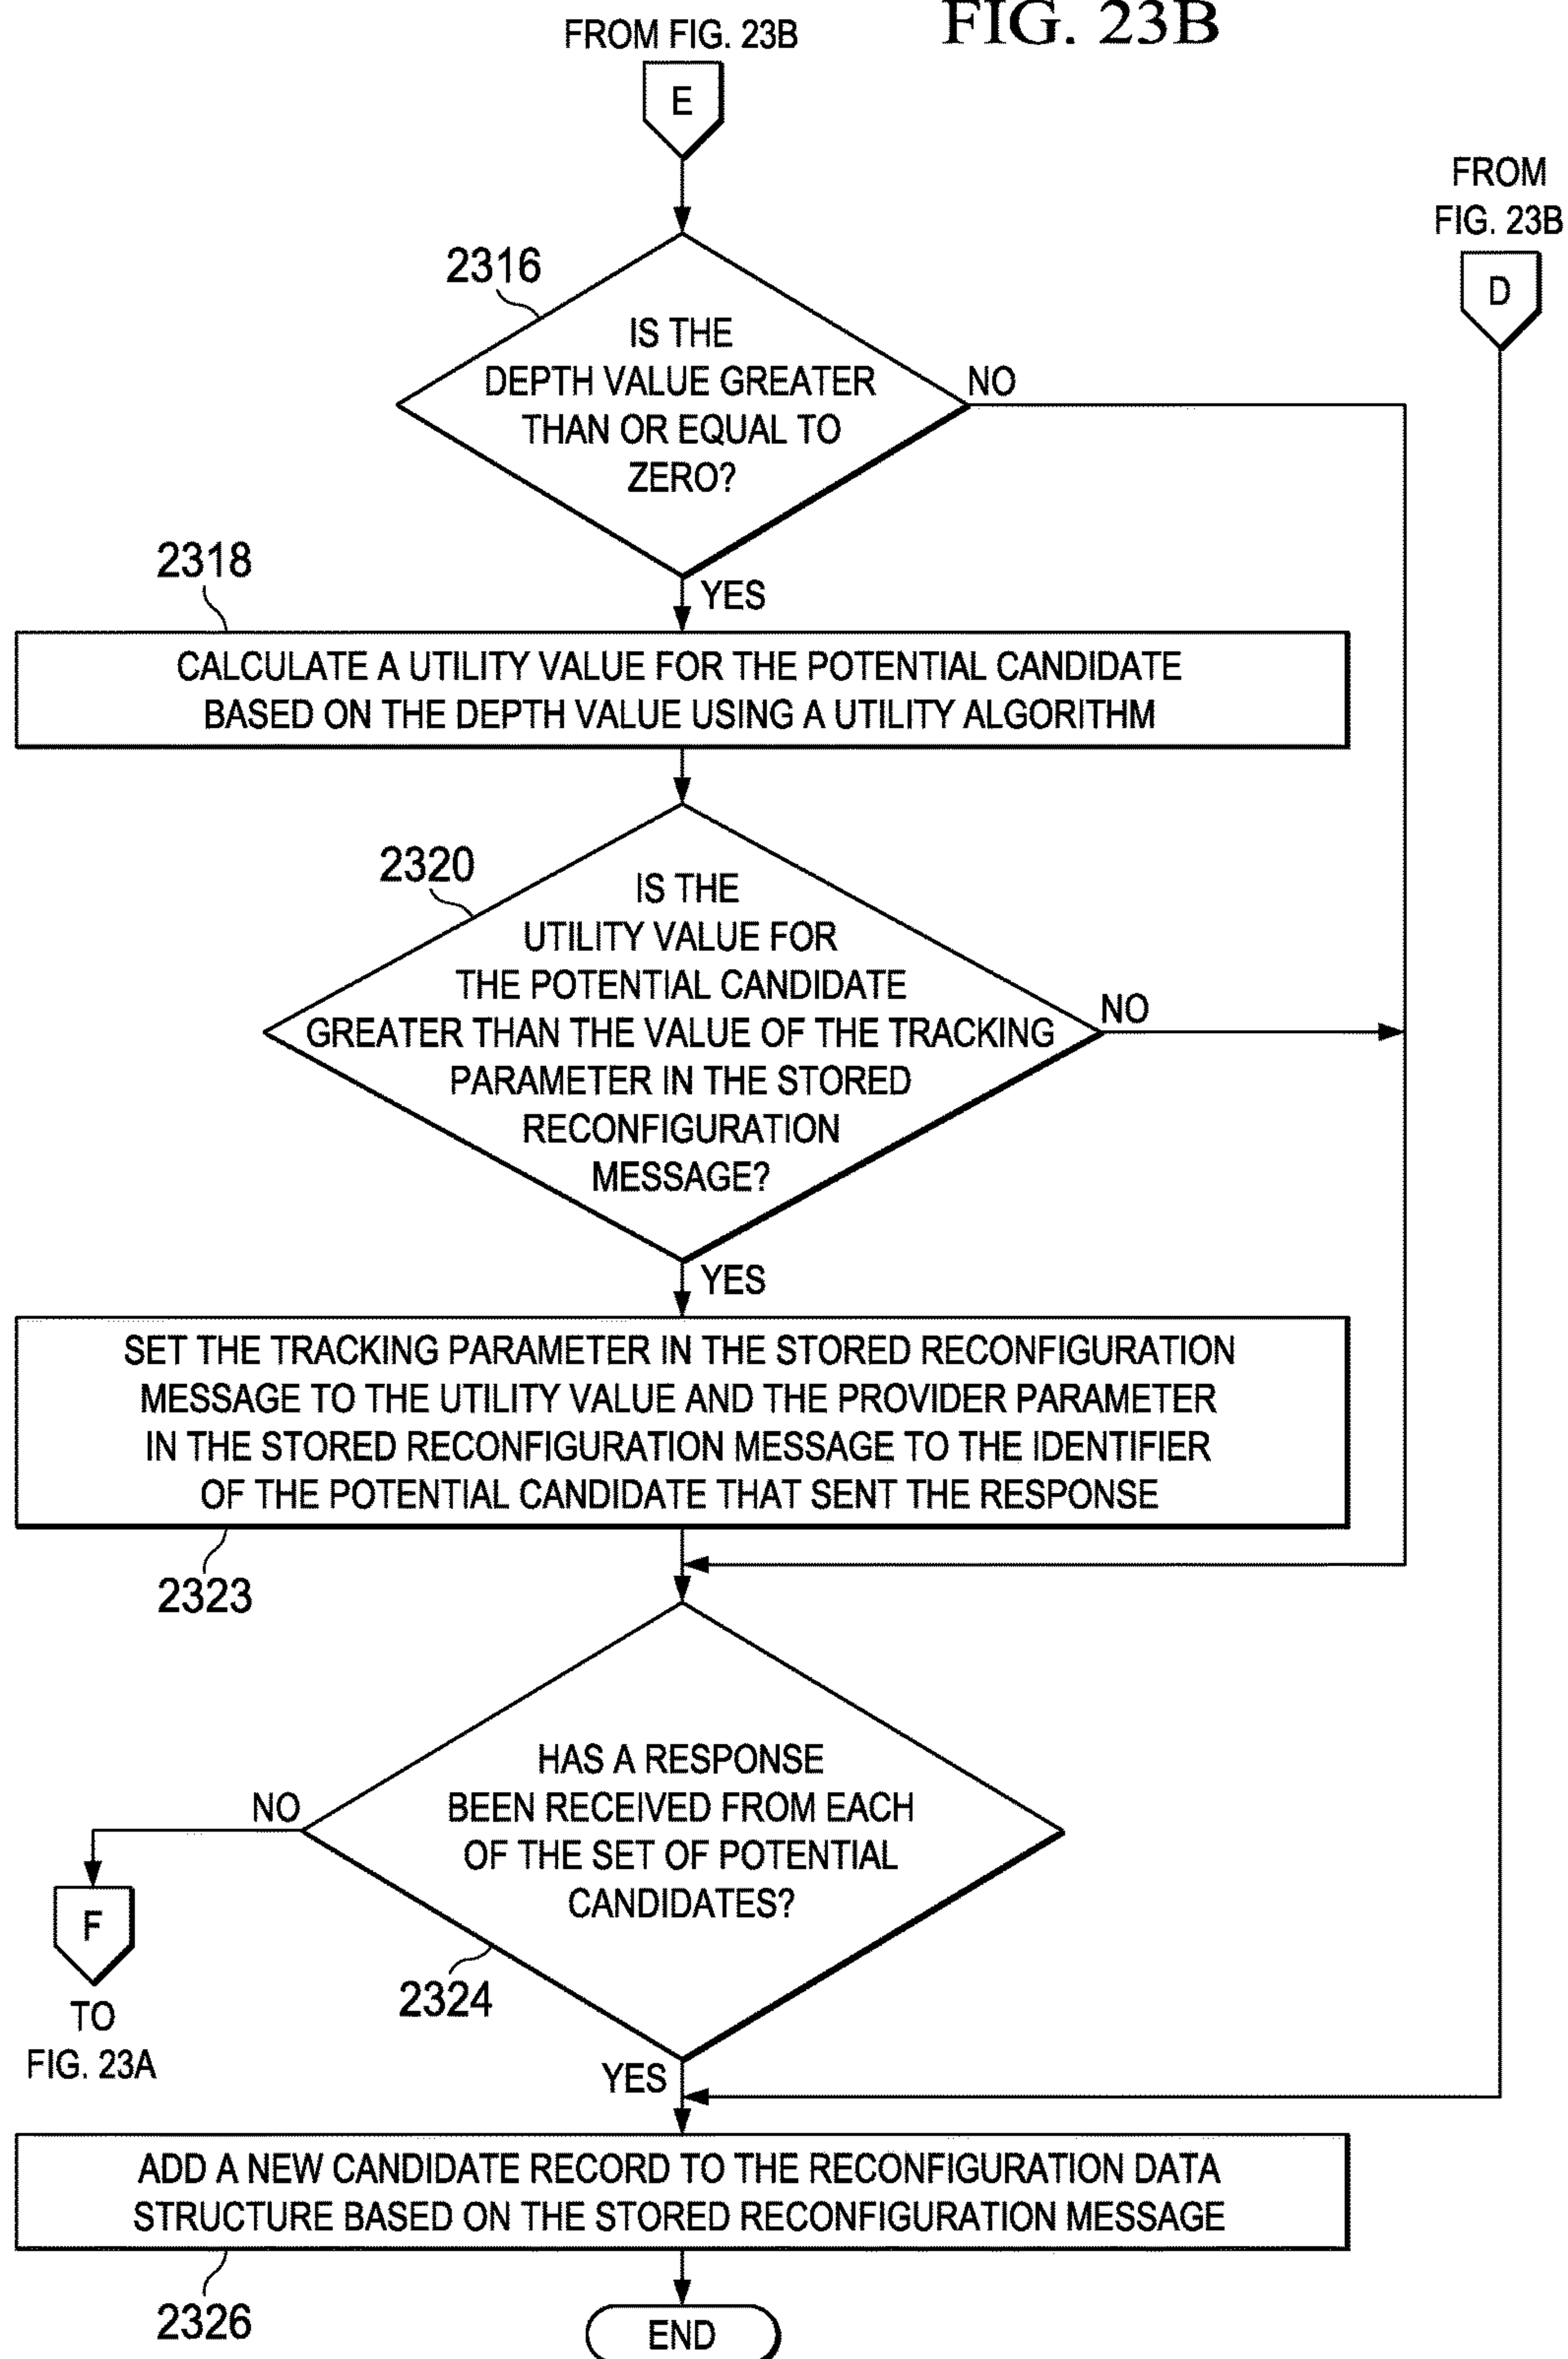 FIG. 23B
FROM FIG. 23B
E
FROM
FIG. 23B
D
2316
IS THE
DEPTH VALUE GREATER
THAN OR EQUAL TO
ZERO?
NO
YES
2318
CALCULATE A UTILITY VALUE FOR THE POTENTIAL CANDIDATE
BASED ON THE DEPTH VALUE USING A UTILITY ALGORITHM
2320
IS THE
UTILITY VALUE FOR
THE POTENTIAL CANDIDATE
GREATER THAN THE VALUE OF THE TRACKING
PARAMETER IN THE STORED
RECONFIGURATION
MESSAGE?
NO
YES
SET THE TRACKING PARAMETER IN THE STORED RECONFIGURATION
MESSAGE TO THE UTILITY VALUE AND THE PROVIDER PARAMETER
IN THE STORED RECONFIGURATION MESSAGE TO THE IDENTIFIER
OF THE POTENTIAL CANDIDATE THAT SENT THE RESPONSE
2323
HAS A RESPONSE
BEEN RECEIVED FROM EACH
OF THE SET OF POTENTIAL
CANDIDATES?
NO
F
TO
FIG. 23A
2324
YES
ADD A NEW CANDIDATE RECORD TO THE RECONFIGURATION DATA
STRUCTURE BASED ON THE STORED RECONFIGURATION MESSAGE
2326
END